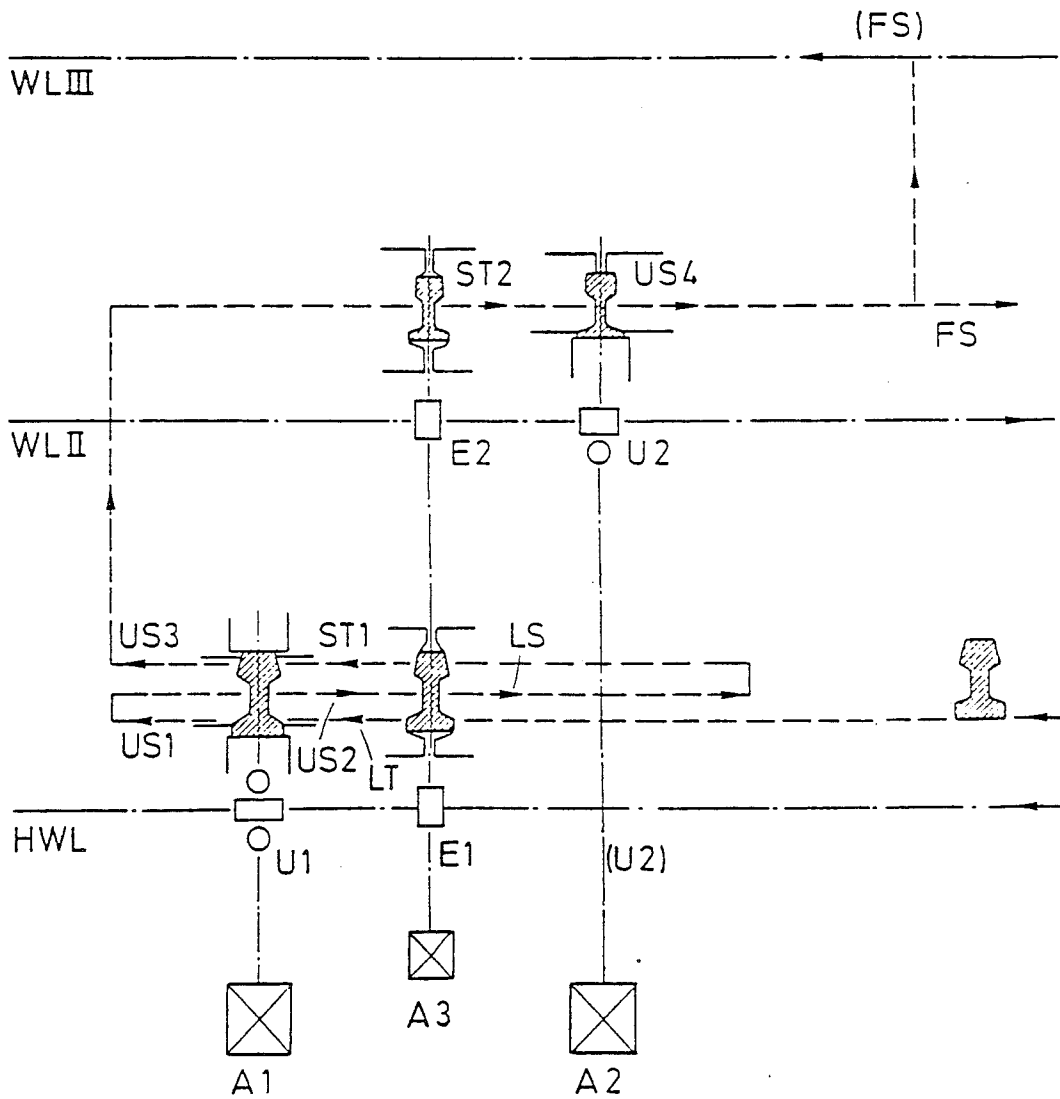 (FS)
WLIII
ST2
US4
FS
WLII
E2
U2
US3
ST1
LS
US1
US2
LT
HWL
U1
E1
(U2)
A3
A1
A2